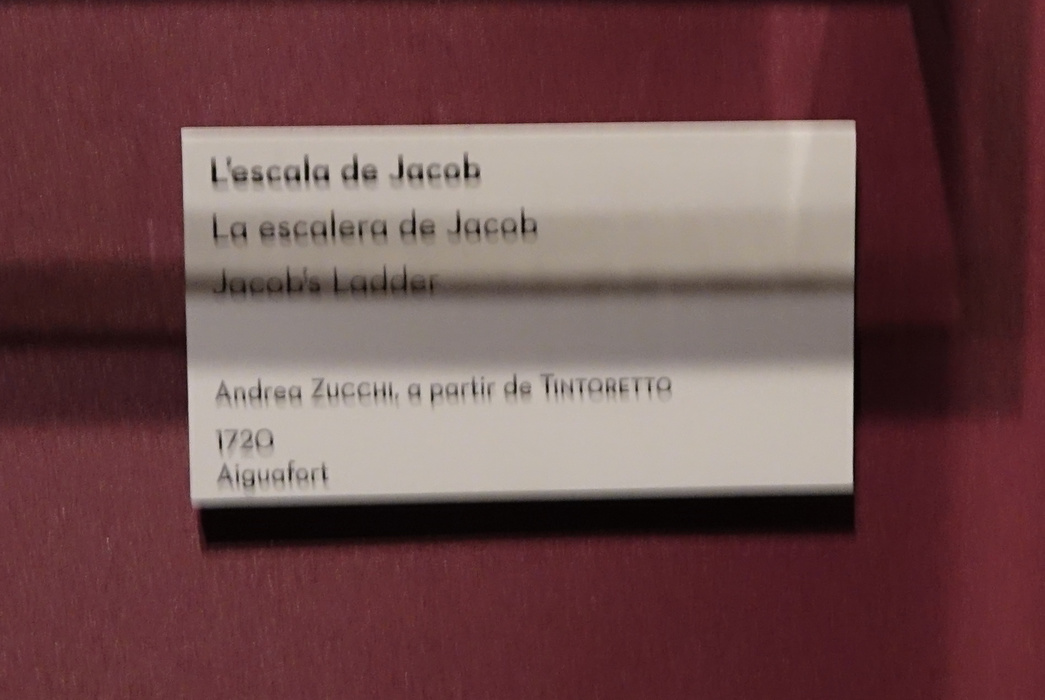 L'escala de Jacob
La escalera de Jacob
Jacob's Ladder
Andrea ZUCCHI, a partir de TINTORETTO
1720
Aiguafort